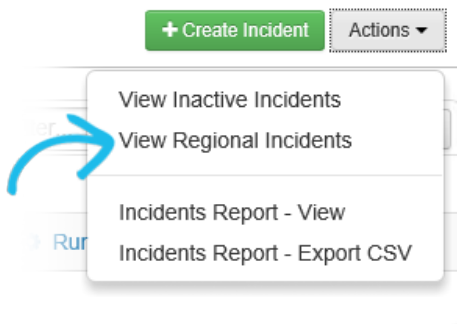 + Create Incident
Actions
View Inactive Incidents
View Regional Incidents
Incidents Report - View
Incidents Report - Export CSV